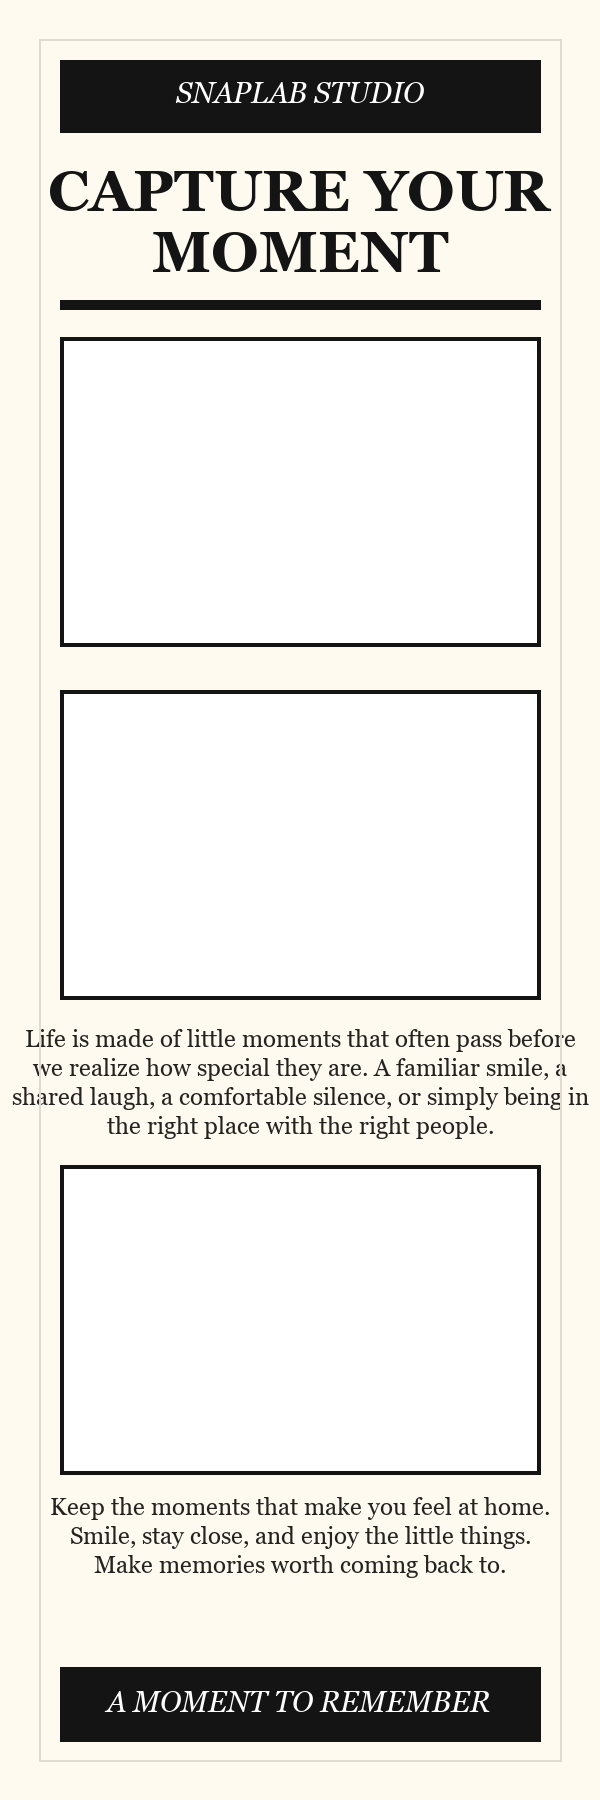 SNAPLAB STUDIO
CAPTURE YOUR
MOMENT
Life is made of little moments that often pass before
we realize how special they are. A familiar smile, a
shared laugh, a comfortable silence, or simply being in
the right place with the right people.
Keep the moments that make you feel at home.
Smile, stay close, and enjoy the little things.
Make memories worth coming back to.
A MOMENT TO REMEMBER